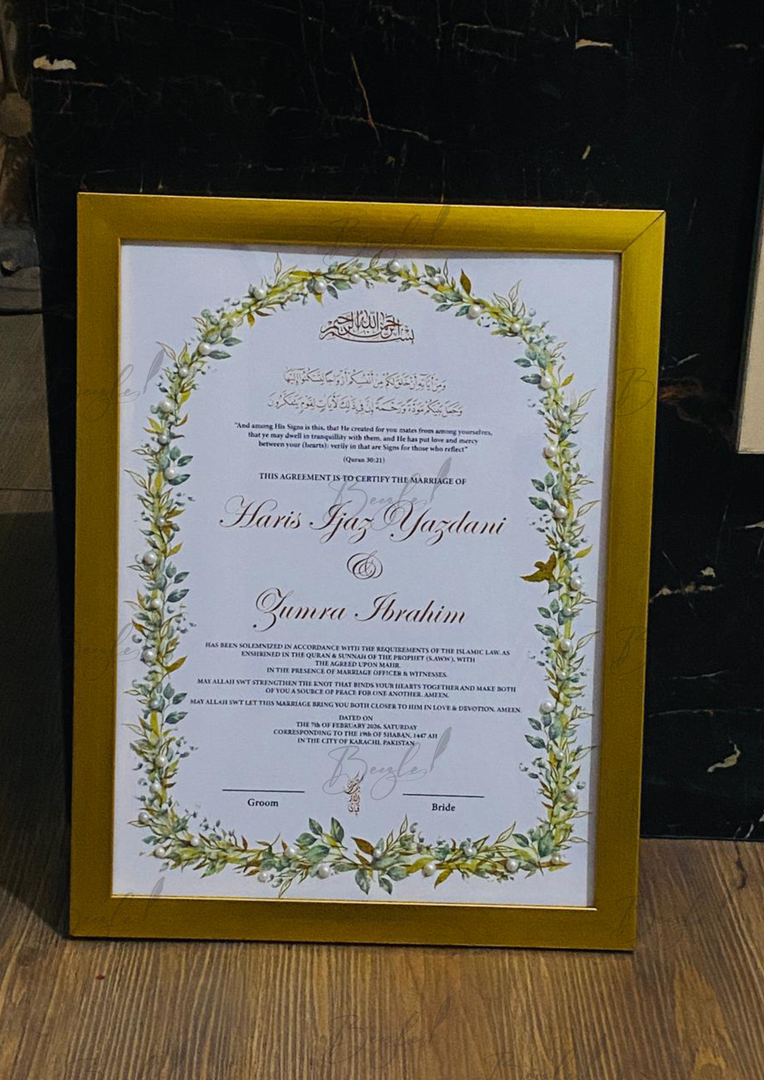 بسم الله الرحمن الرحيم
وَمِنْ آيَاتِهِ أَنْ خَلَقَ لَكُمْ مِنْ أَنْفُسِكُمْ أَزْوَاجًا لِتَسْكُنُوا إِلَيْهَا
وَجَعَلَ بَيْنَكُمْ مَوَدَّةً وَرَحْمَةً إِنَّ فِي ذَٰلِكَ لَآيَاتٍ لِقَوْمٍ يَتَفَكَّرُونَ
"And among His Signs is this, that He created for you mates from among yourselves,
that ye may dwell in tranquillity with them, and He has put love and mercy
between your (hearts): verily in that are Signs for those who reflect"
(Quran 30:21)
THIS AGREEMENT IS TO CERTIFY THE MARRIAGE OF
Haris Ijaz Yazdani
&
Zumra Ibrahim
HAS BEEN SOLEMNIZED IN ACCORDANCE WITH THE REQUIREMENTS OF THE ISLAMIC LAW. AS
ENSHRINED IN THE QURAN & SUNNAH OF THE PROPHET (S.AWW), WITH
THE AGREED UPON MAHR.
IN THE PRESENCE OF MARRIAGE OFFICER & WITNESSES.
MAY ALLAH SWT STRENGTHEN THE KNOT THAT BINDS YOUR HEARTS TOGETHER AND MAKE BOTH
OF YOU A SOURCE OF PEACE FOR ONE ANOTHER. AMEEN.
MAY ALLAH SWT LET THIS MARRIAGE BRING YOU BOTH CLOSER TO HIM IN LOVE & DEVOTION. AMEEN.
DATED ON
THE 7th OF FEBRUARY 2026, SATURDAY
CORRESPONDING TO THE 19th OF SHABAN, 1447 AH
IN THE CITY OF KARACHI, PAKISTAN.
Groom
Bride